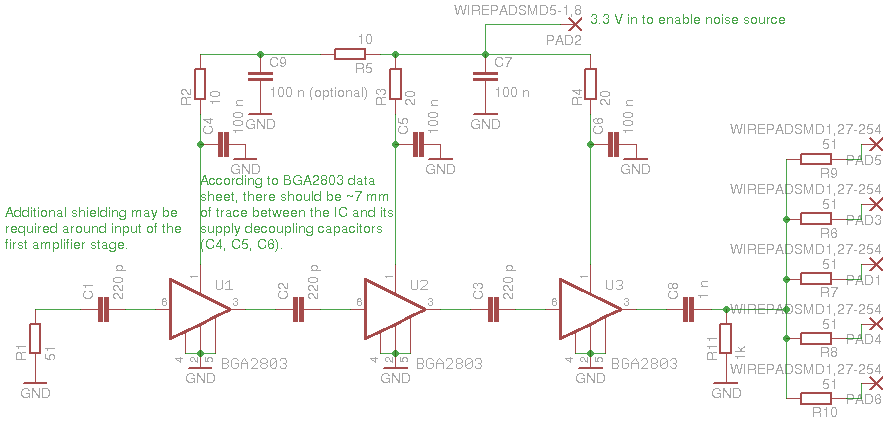 WIREPADSMD5-1,8
3.3 V in to enable noise source
PAD2
10
R5
C9
100 n (optional)
GND
C7
100 n
GND
R2
10
R3
20
R4
20
C4
100 n
GND
C5
100 n
GND
C6
100 n
GND
According to BGA2803 data
sheet, there should be ~7 mm
of trace between the IC and its
supply decoupling capacitors
(C4, C5, C6).
Additional shielding may be
required around input of the
first amplifier stage.
R1
51
GND
C1
220 p
U1
1
6
3
4
2
5
BGA2803
GND
C2
220 p
U2
1
6
3
4
2
5
BGA2803
GND
C3
220 p
U3
1
6
3
4
2
5
BGA2803
GND
C8
1 n
R11
1k
GND
WIREPADSMD1,27-254
51
PAD5
R9
WIREPADSMD1,27-254
51
PAD3
R6
WIREPADSMD1,27-254
51
PAD1
R7
WIREPADSMD1,27-254
51
PAD4
R8
WIREPADSMD1,27-254
51
PAD6
R10